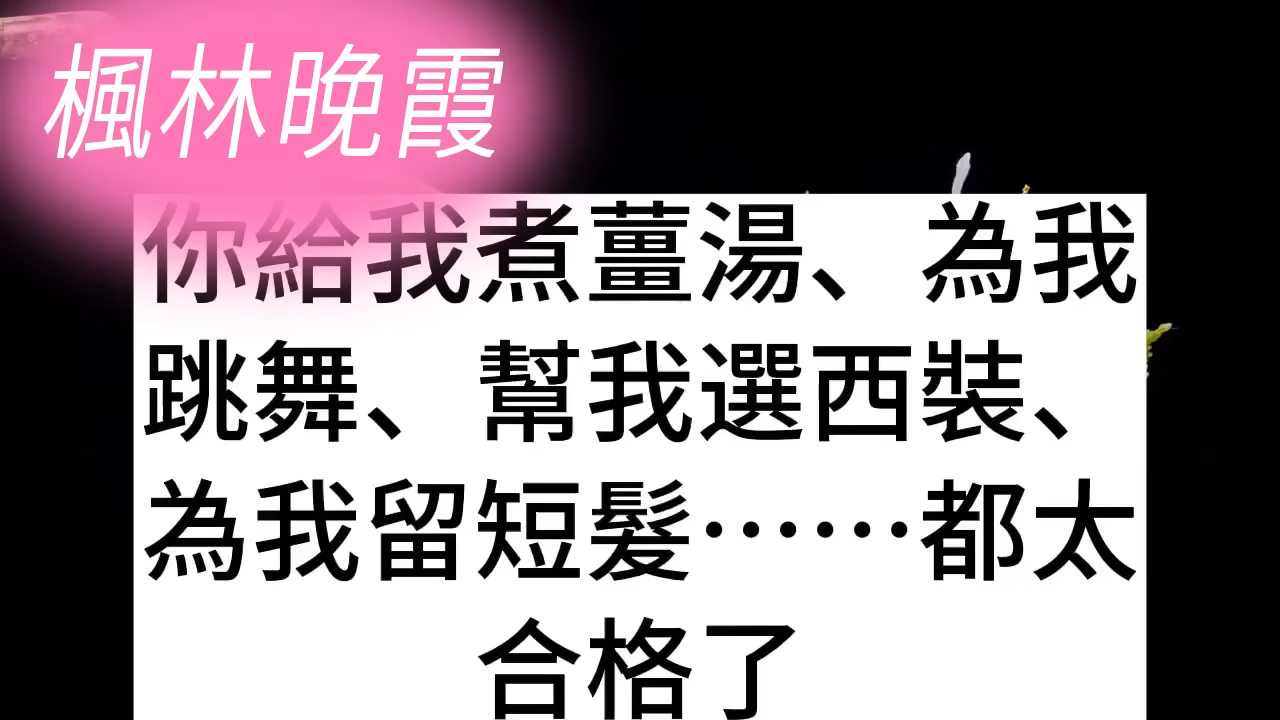 楓林晚霞
你給我煮薑湯、為我
跳舞、幫我選西裝、
為我留短髮……都太
合格了